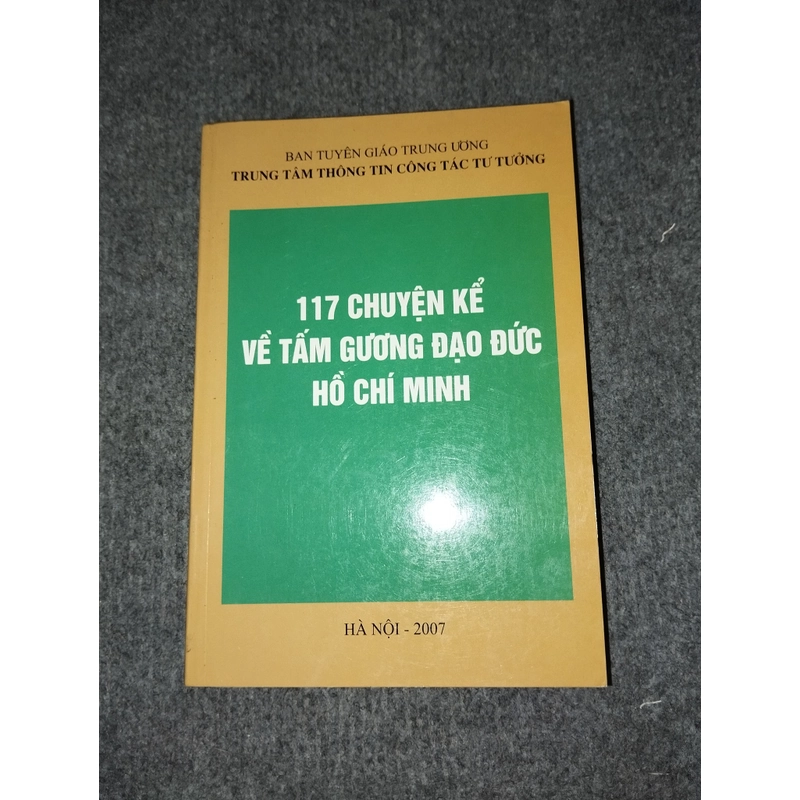 BAN TUYÊN GIÁO TRUNG ƯƠNG
TRUNG TÂM THÔNG TIN CÔNG TÁC TƯ TƯỞNG
117 CHUYỆN KỂ
VỀ TẤM GƯƠNG ĐẠO ĐỨC
HỒ CHÍ MINH
HÀ NỘI - 2007